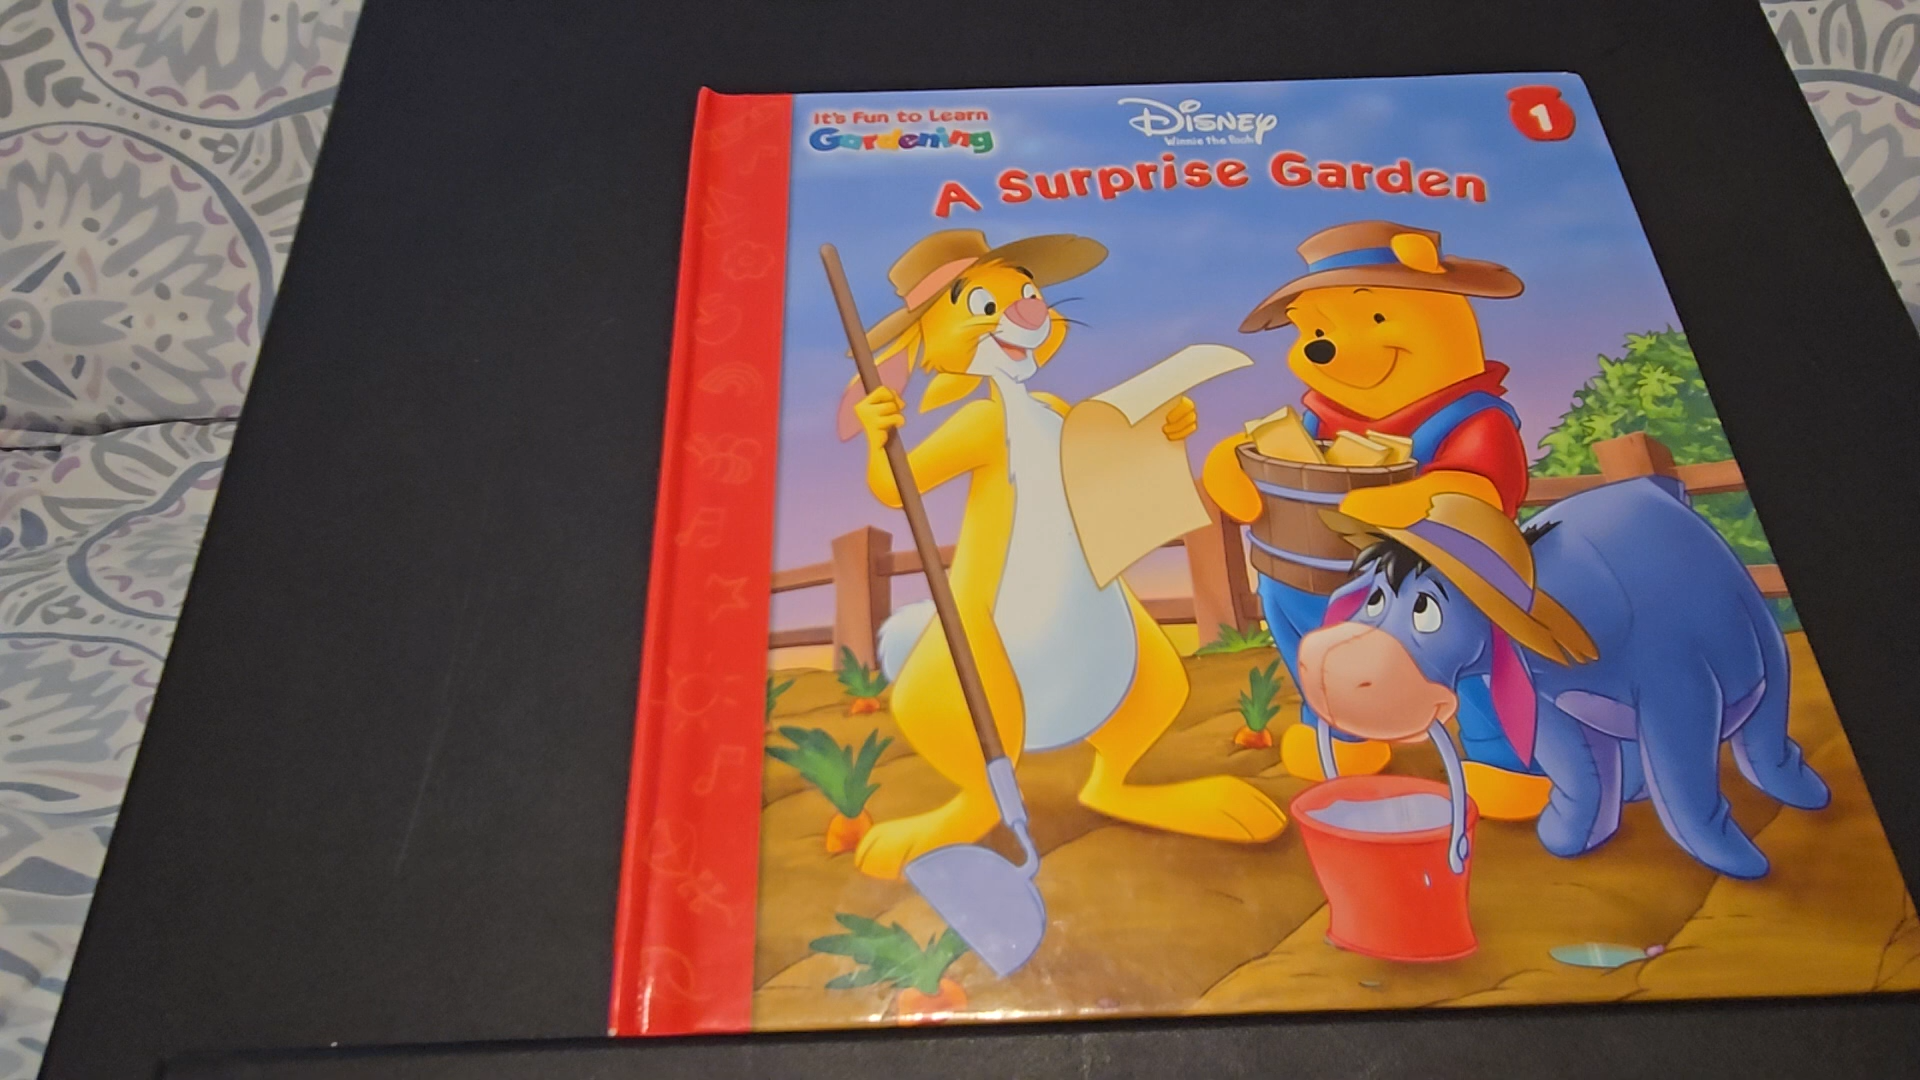 It's Fun to Learn
Gardening
Disney
Winnie the Pooh
A Surprise Garden
1